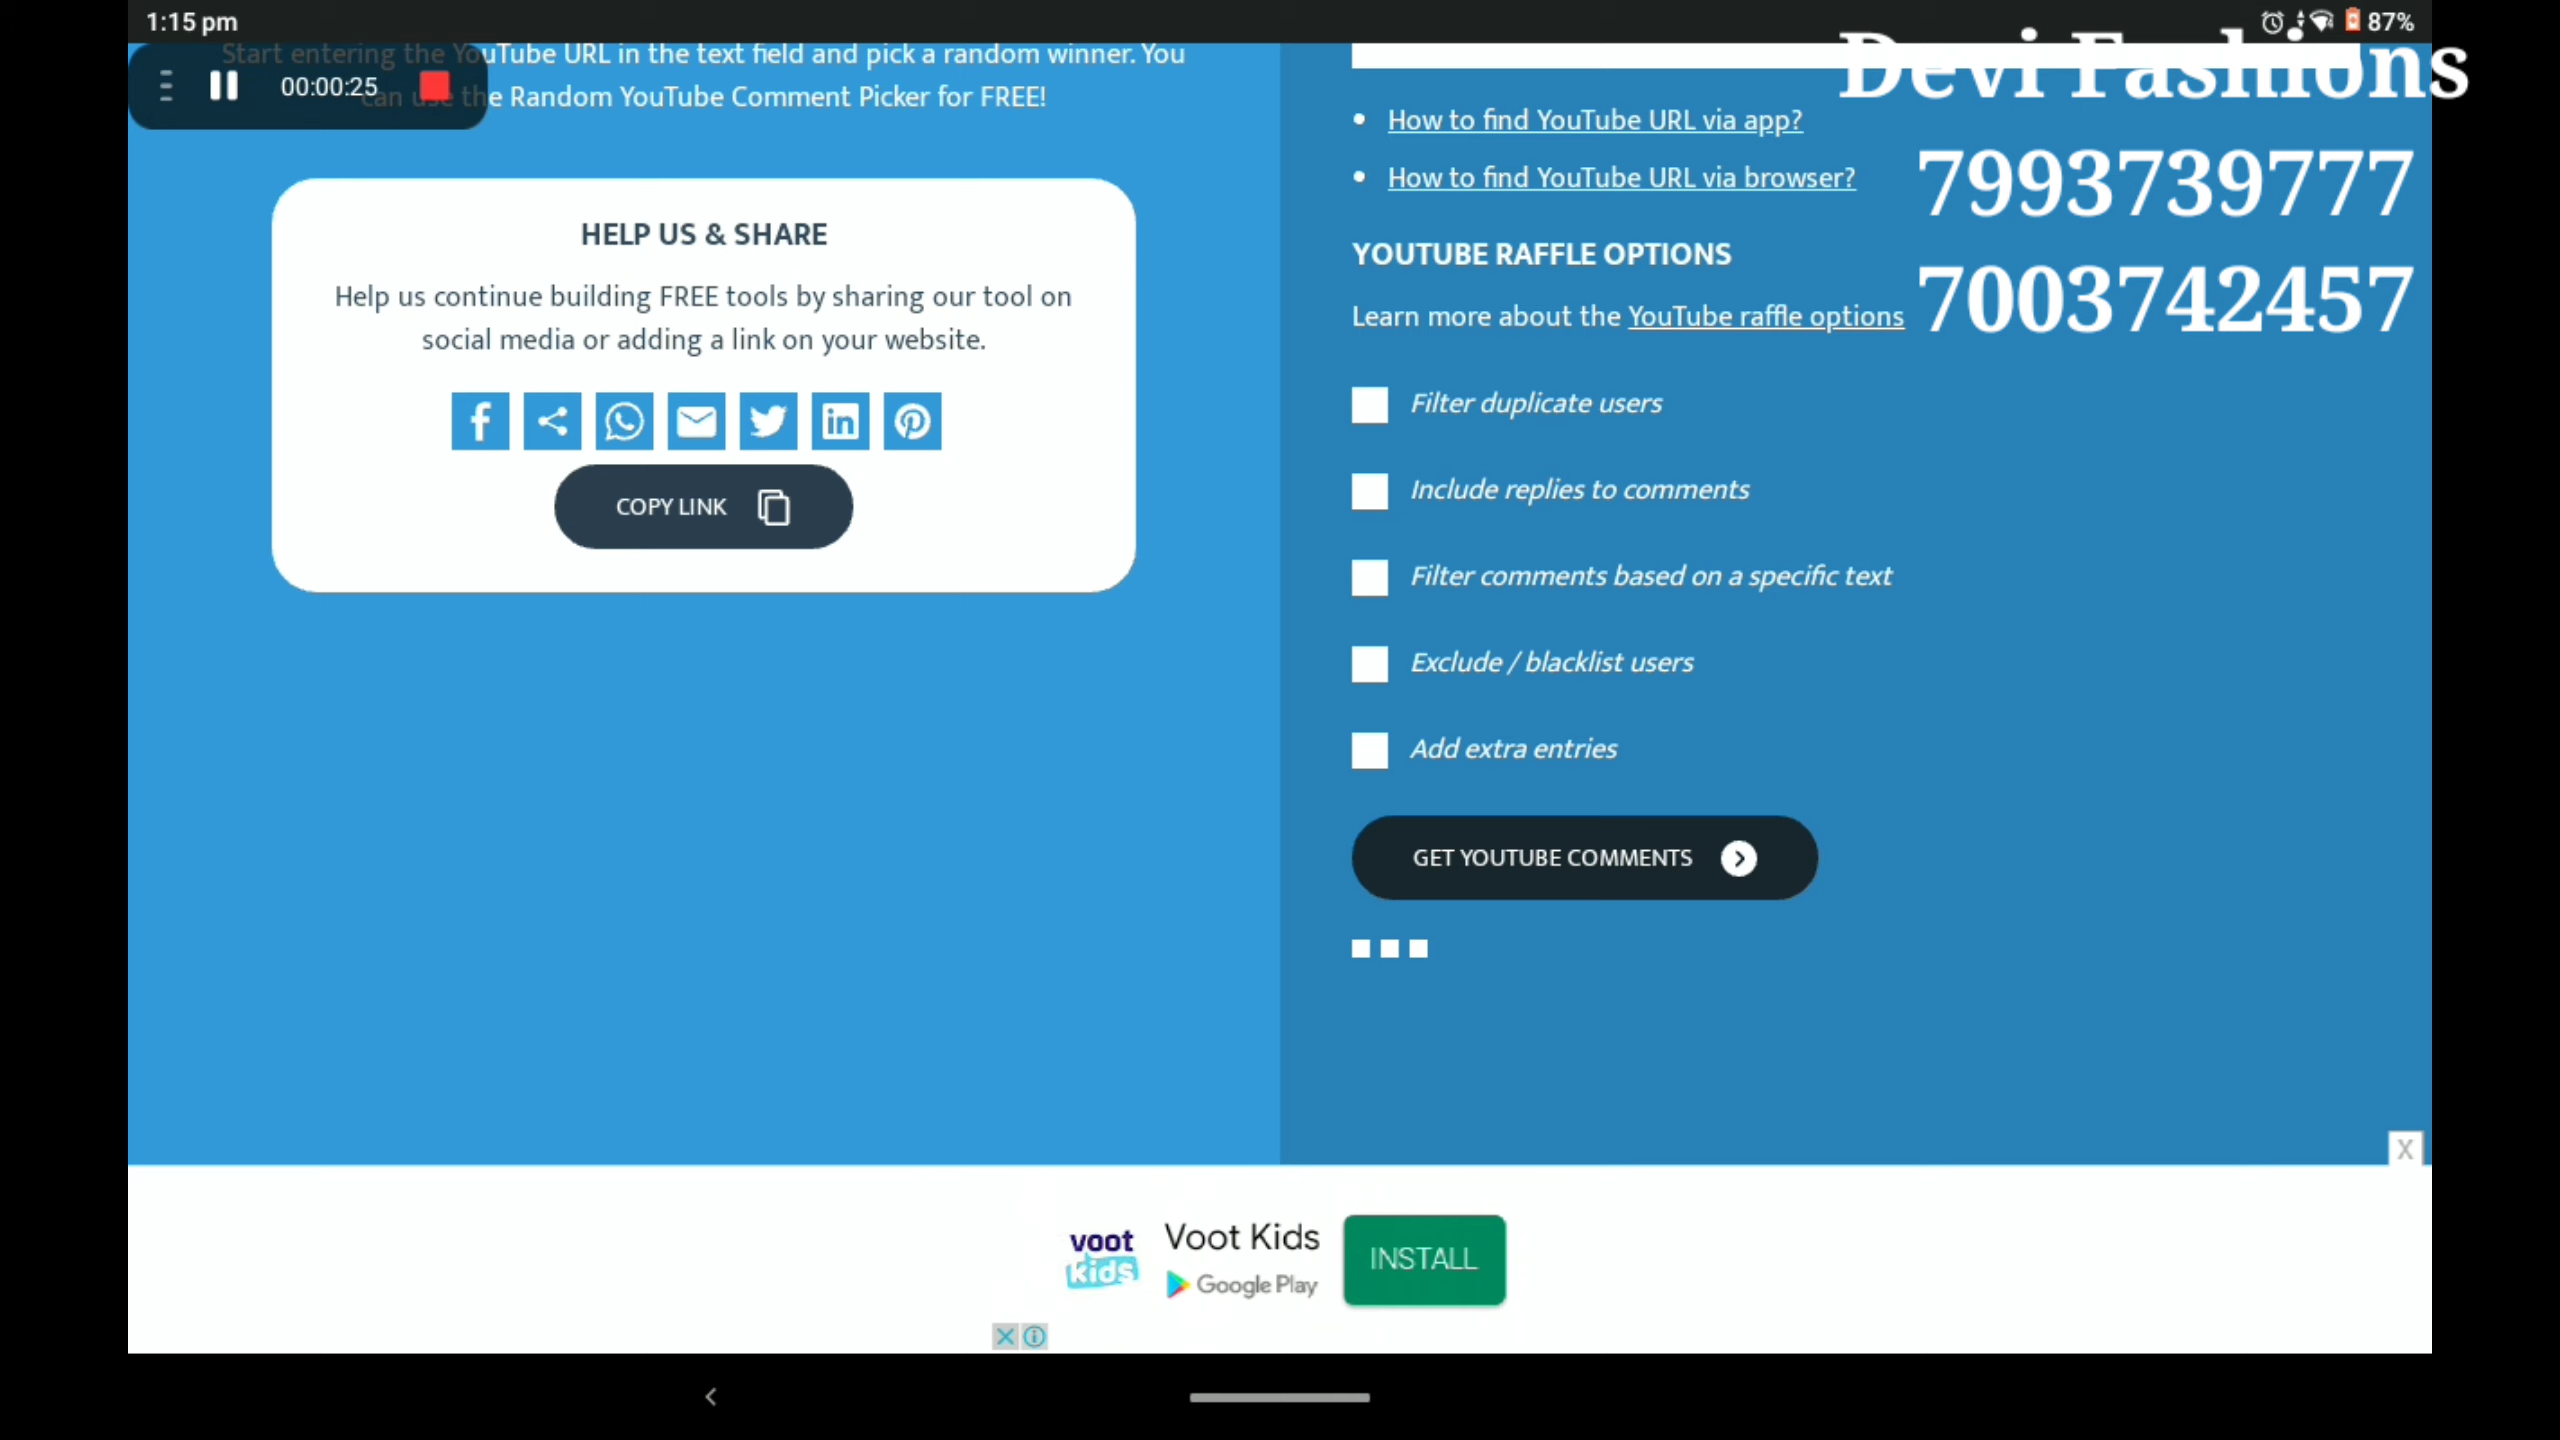 1:15 pm
87%
Devi Fashions
7993739777
7003742457
00:00:25
Start entering the YouTube URL in the text field and pick a random winner. You
can use the Random YouTube Comment Picker for FREE!
HELP US & SHARE
Help us continue building FREE tools by sharing our tool on
social media or adding a link on your website.
COPY LINK
How to find YouTube URL via app?
How to find YouTube URL via browser?
YOUTUBE RAFFLE OPTIONS
Learn more about the YouTube raffle options
Filter duplicate users
Include replies to comments
Filter comments based on a specific text
Exclude / blacklist users
Add extra entries
GET YOUTUBE COMMENTS
X
voot
kids
Voot Kids
Google Play
INSTALL